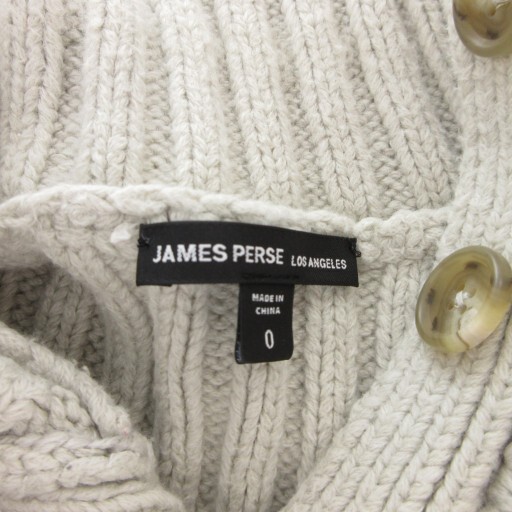 JAMES PERSE LOS ANGELES
MADE IN
CHINA
0